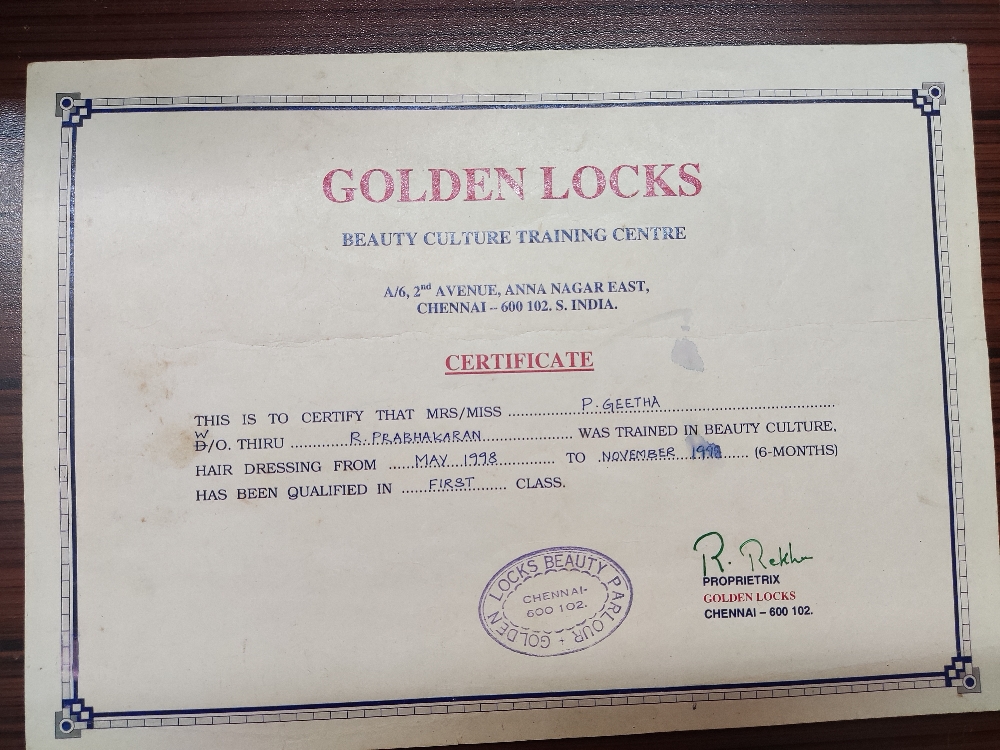 GOLDEN LOCKS
BEAUTY CULTURE TRAINING CENTRE
A/6, 2nd AVENUE, ANNA NAGAR EAST,
CHENNAI – 600 102. S. INDIA.
CERTIFICATE
THIS IS TO CERTIFY THAT MRS/MISS ..........P. GEETHA..........
W
D/O. THIRU ..........R. PRABHAKARAN.......... WAS TRAINED IN BEAUTY CULTURE,
HAIR DRESSING FROM ......MAY 1998.......... TO ..NOVEMBER...1998...... (6-MONTHS)
HAS BEEN QUALIFIED IN ......FIRST...... CLASS.
GOLDEN LOCKS BEAUTY PARLOUR
CHENNAI-
600 102.
R. Rekha
PROPRIETRIX
GOLDEN LOCKS
CHENNAI – 600 102.